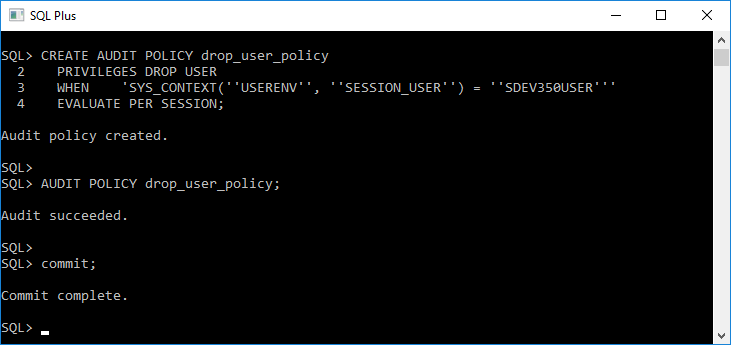 SQL Plus
SQL> CREATE AUDIT POLICY drop_user_policy
  2    PRIVILEGES DROP USER
  3    WHEN    'SYS_CONTEXT(''USERENV'', ''SESSION_USER'') = ''SDEV350USER'''
  4    EVALUATE PER SESSION;
Audit policy created.
SQL>
SQL> AUDIT POLICY drop_user_policy;
Audit succeeded.
SQL>
SQL> commit;
Commit complete.
SQL>